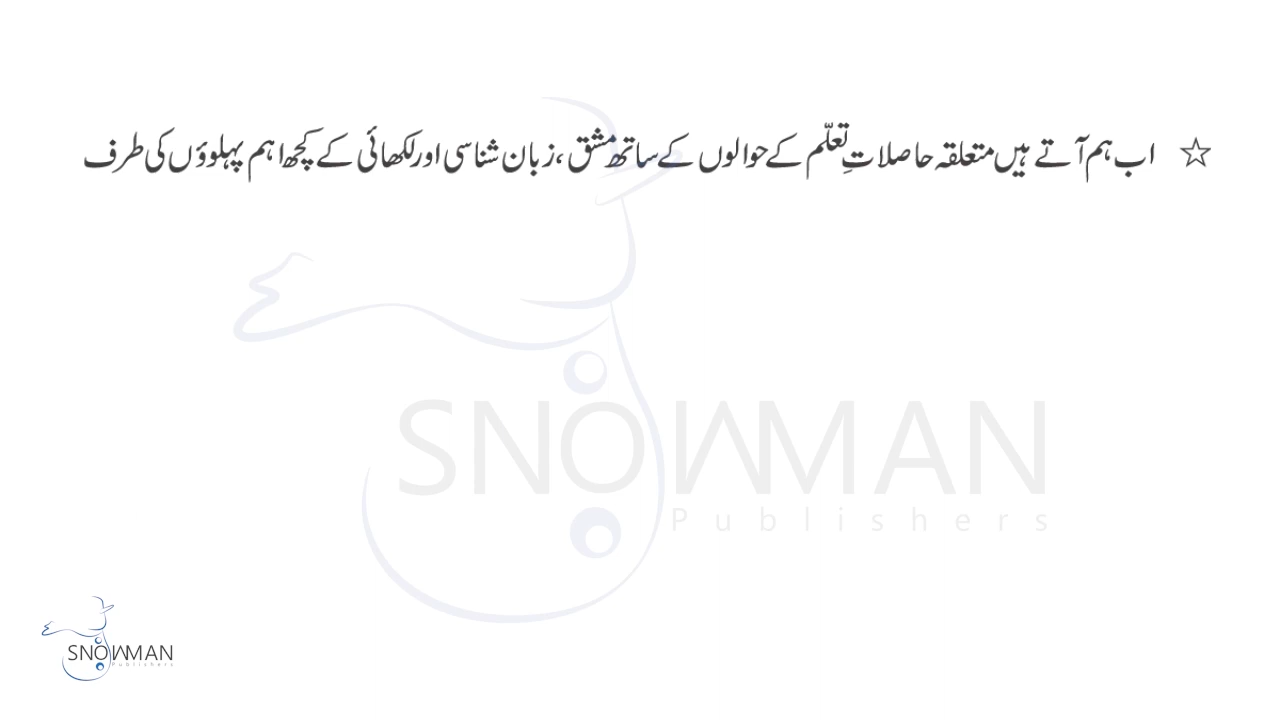 ☆ اب ہم آتے ہیں متعلقہ حاصلاتِ تعلّم کے حوالوں کے ساتھ مشق، زبان شناسی اور لکھائی کے کچھ اہم پہلوؤں کی طرف
SNOWMAN
Publishers
SNOWMAN
Publishers